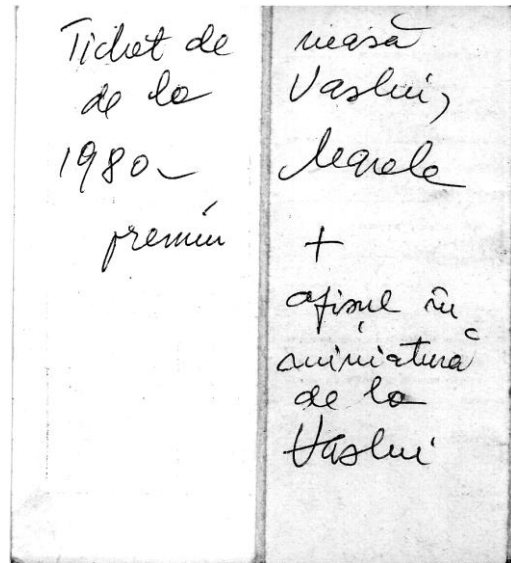 Tichet de masă
de la Vaslui,
1980 –
premiu
+
afișul în
miniatură
de la
Vaslui